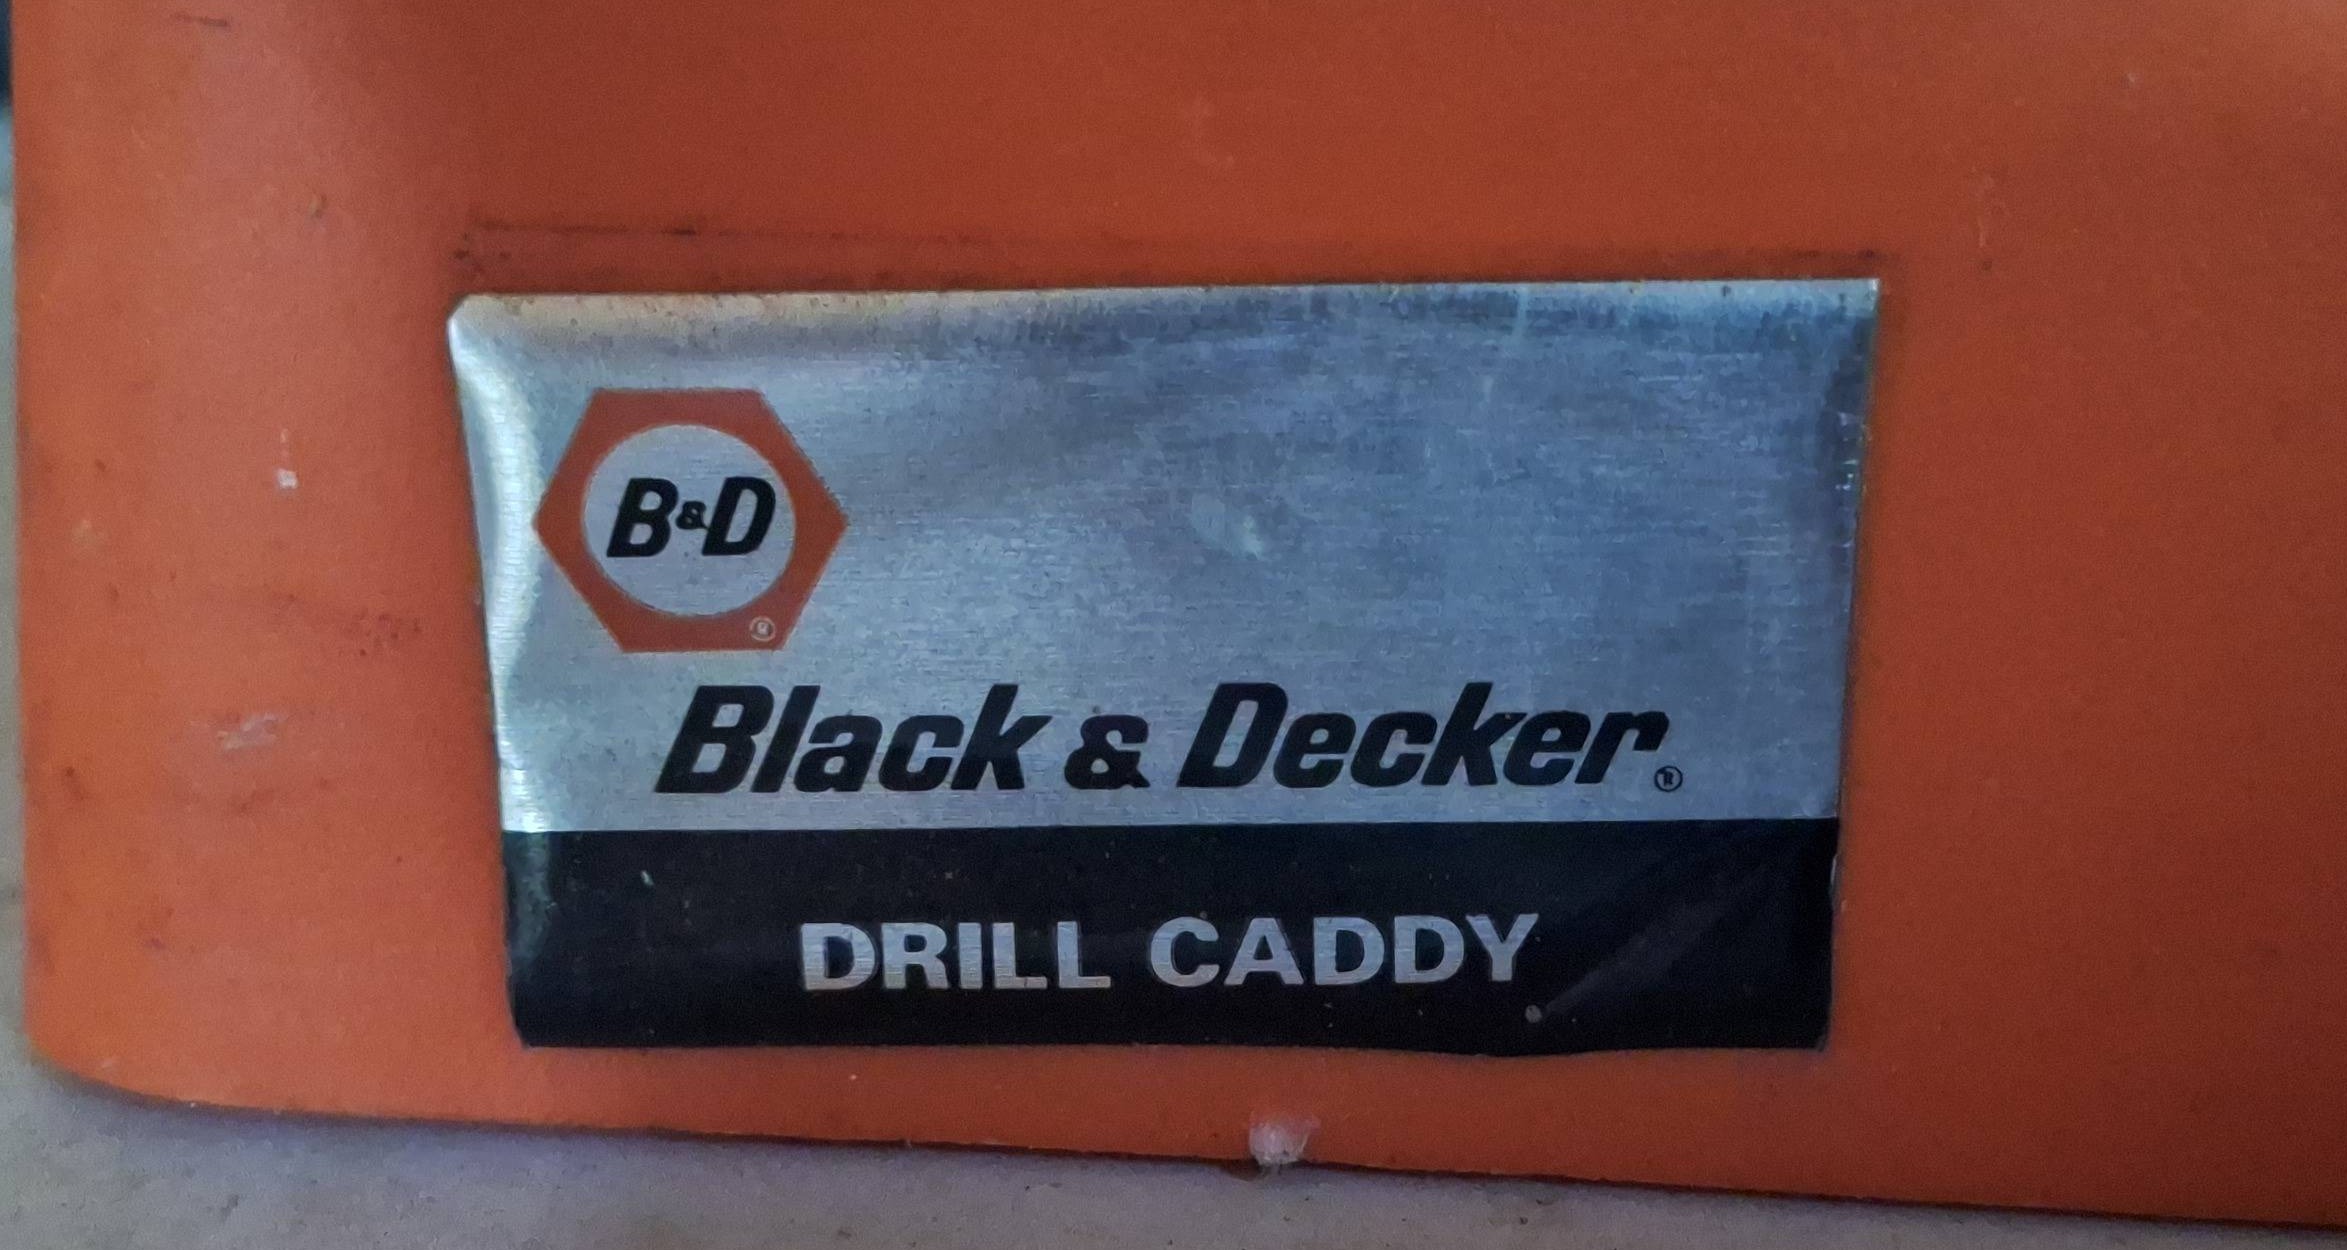 B&D
®
Black & Decker®
DRILL CADDY